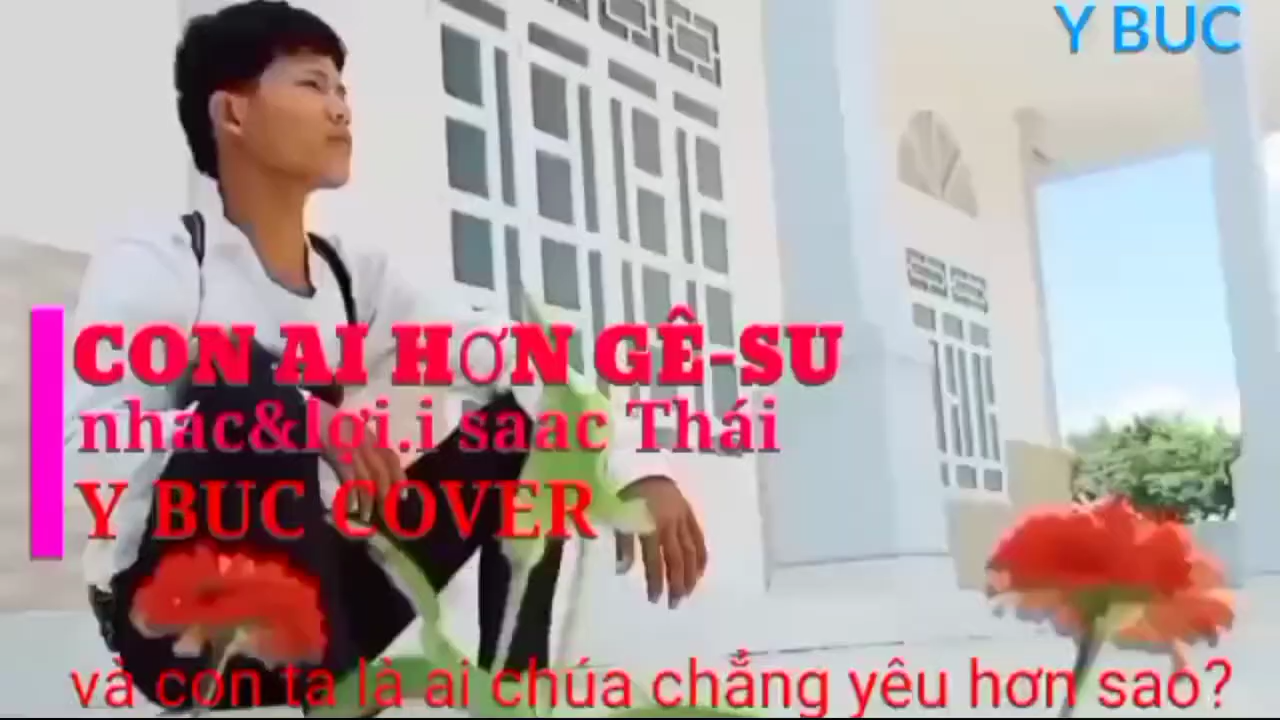 Y BUC
CON AI HƠN GÊ-SU
nhac&lợi.i saac Thái
Y BUC COVER
và con ta là ai chúa chẳng yêu hơn sao?